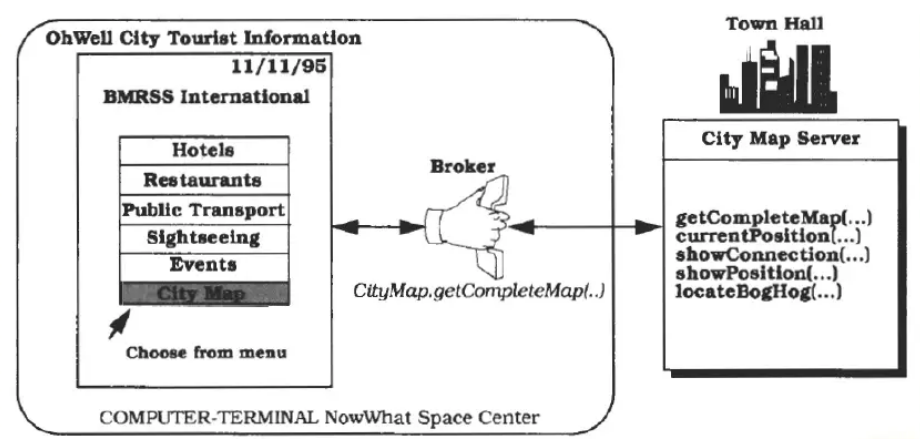 OhWell City Tourist Information
11/11/95
BMRSS International
Hotels
Restaurants
Public Transport
Sightseeing
Events
City Map
Choose from menu
COMPUTER-TERMINAL NowWhat Space Center
Broker
CityMap.getCompleteMap(..)
Town Hall
City Map Server
getCompleteMap(...)
currentPosition(...)
showConnection(...)
showPosition(...)
locateBogHog(...)